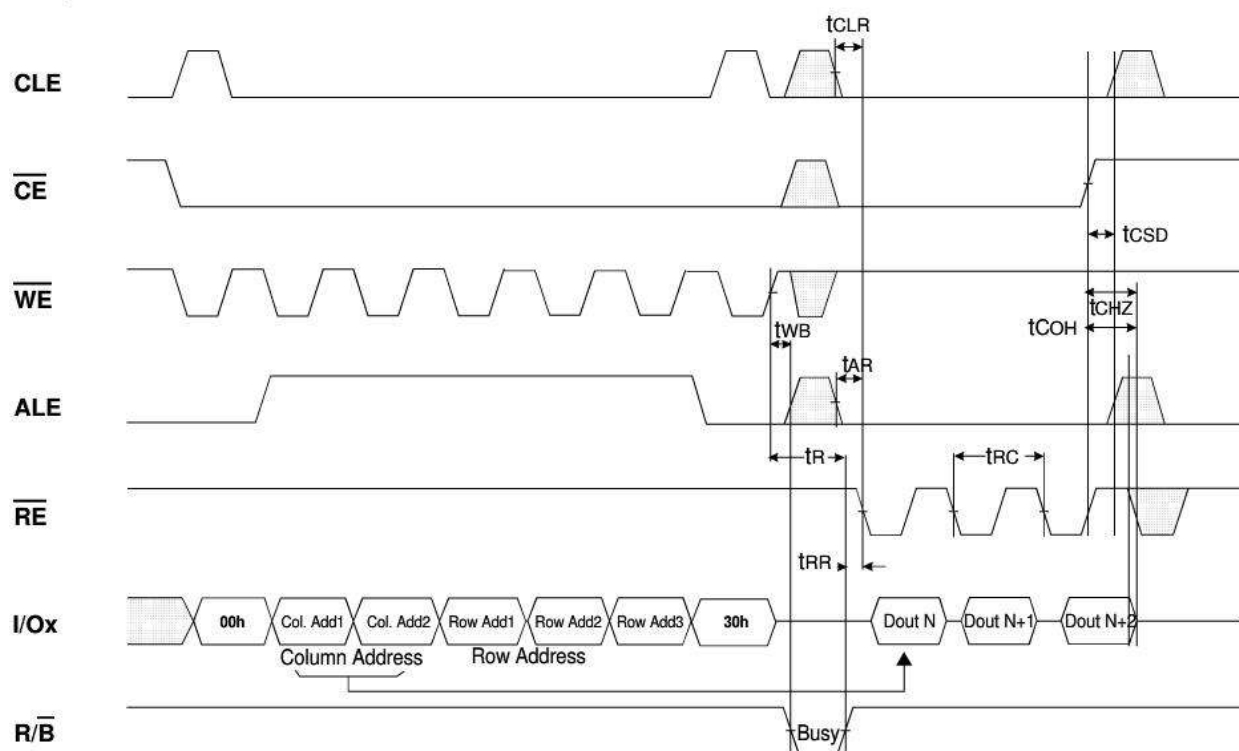 tCLR
CLE
CE
tCSD
WE
tCHZ
tWB
tCOH
tAR
ALE
tR
tRC
RE
tRR
I/Ox
00h
Col. Add1
Col. Add2
Row Add1
Row Add2
Row Add3
30h
Dout N
Dout N+1
Dout N+2
Column Address
Row Address
R/B
Busy